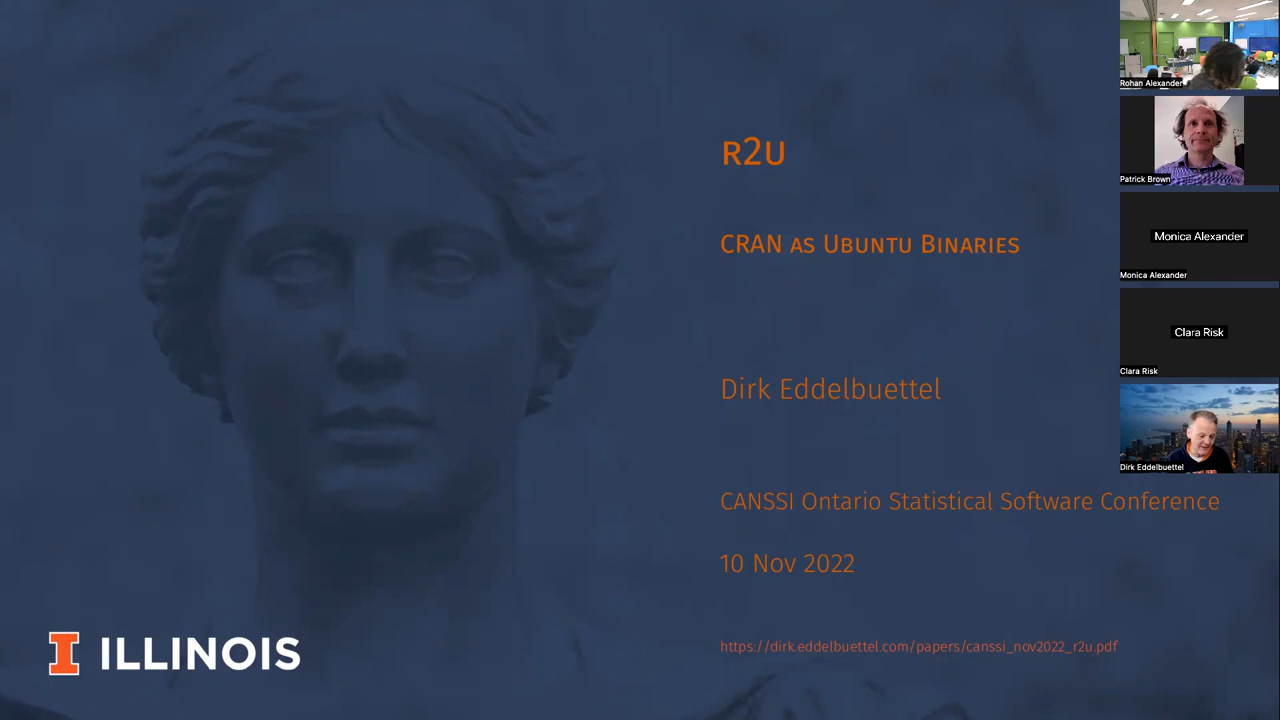 R2U
CRAN AS UBUNTU BINARIES
Dirk Eddelbuettel
CANSSI Ontario Statistical Software Conference
10 Nov 2022
https://dirk.eddelbuettel.com/papers/canssi_nov2022_r2u.pdf
I ILLINOIS
Rohan Alexander
Patrick Brown
Monica Alexander
Monica Alexander
Clara Risk
Clara Risk
Dirk Eddelbuettel